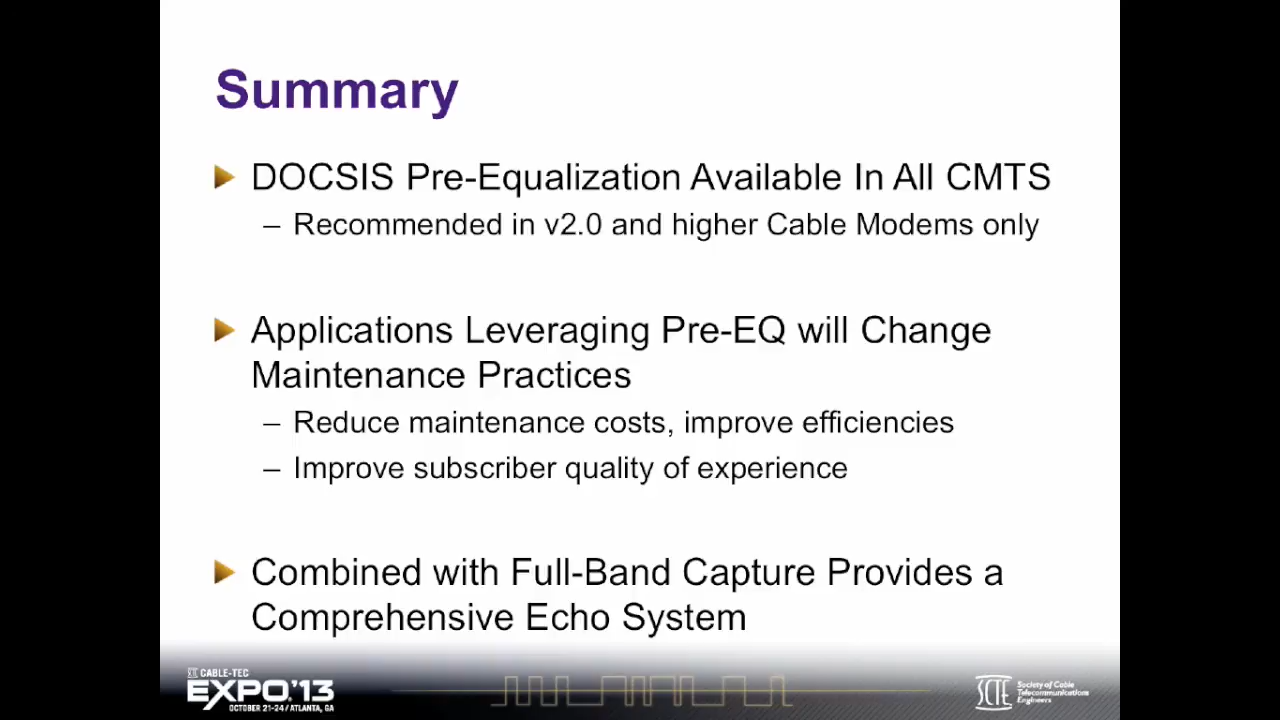 Summary
DOCSIS Pre-Equalization Available In All CMTS
– Recommended in v2.0 and higher Cable Modems only
Applications Leveraging Pre-EQ will Change
Maintenance Practices
– Reduce maintenance costs, improve efficiencies
– Improve subscriber quality of experience
Combined with Full-Band Capture Provides a
Comprehensive Echo System
SCTE CABLE-TEC
EXPO'13
OCTOBER 21-24 / ATLANTA, GA
SCTE
Society of Cable
Telecommunications
Engineers